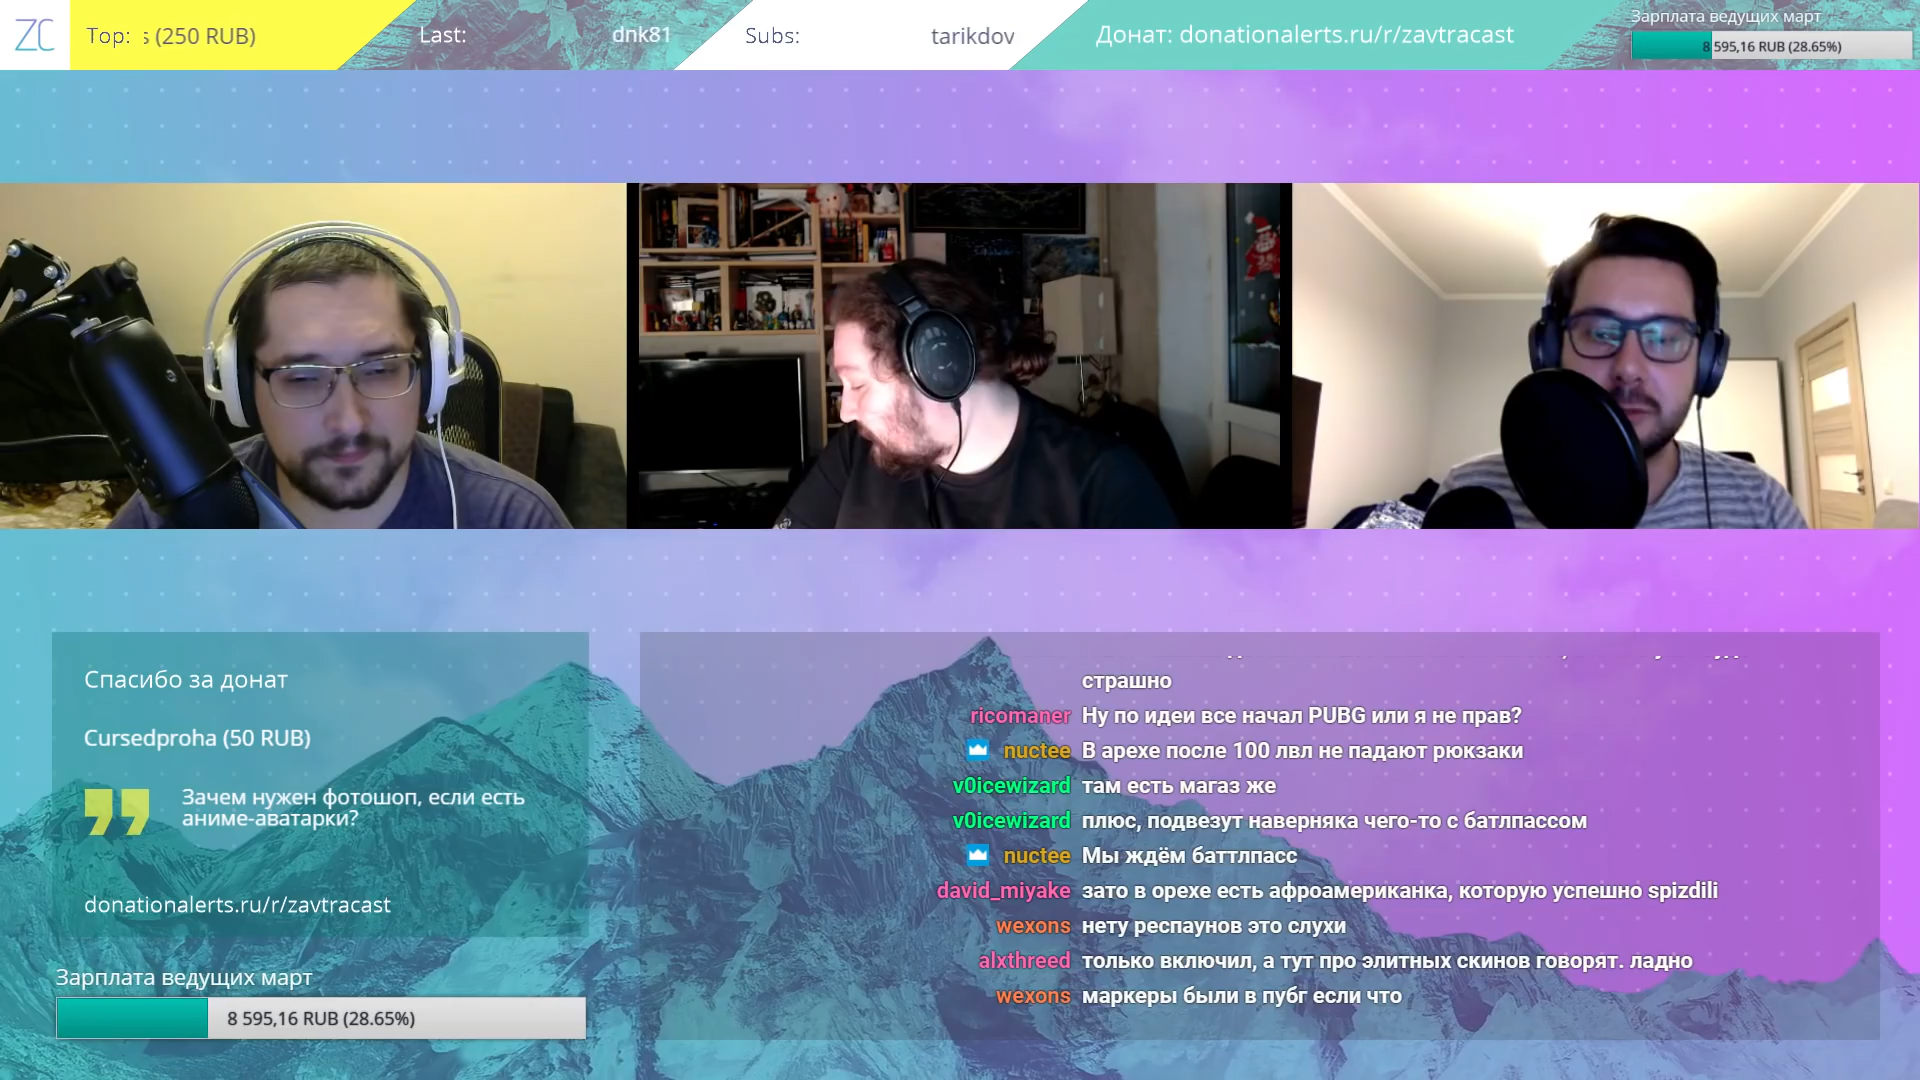 ZC
Top: s (250 RUB)
Last: dnk81
Subs: tarikdov
Донат: donationalerts.ru/r/zavtracast
Зарплата ведущих март
8 595,16 RUB (28.65%)
Спасибо за донат
Cursedproha (50 RUB)
Зачем нужен фотошоп, если есть
аниме-аватарки?
donationalerts.ru/r/zavtracast
Зарплата ведущих март
8 595,16 RUB (28.65%)
страшно
ricomaner Ну по идеи все начал PUBG или я не прав?
nuctee В арехе после 100 лвл не падают рюкзаки
v0icewizard там есть магаз же
v0icewizard плюс, подвезут наверняка чего-то с батлпассом
nuctee Мы ждём баттлпасс
david_miyake зато в орехе есть афроамериканка, которую успешно spizdili
wexons нету респаунов это слухи
alxthreed только включил, а тут про элитных скинов говорят. ладно
wexons маркеры были в пубг если что